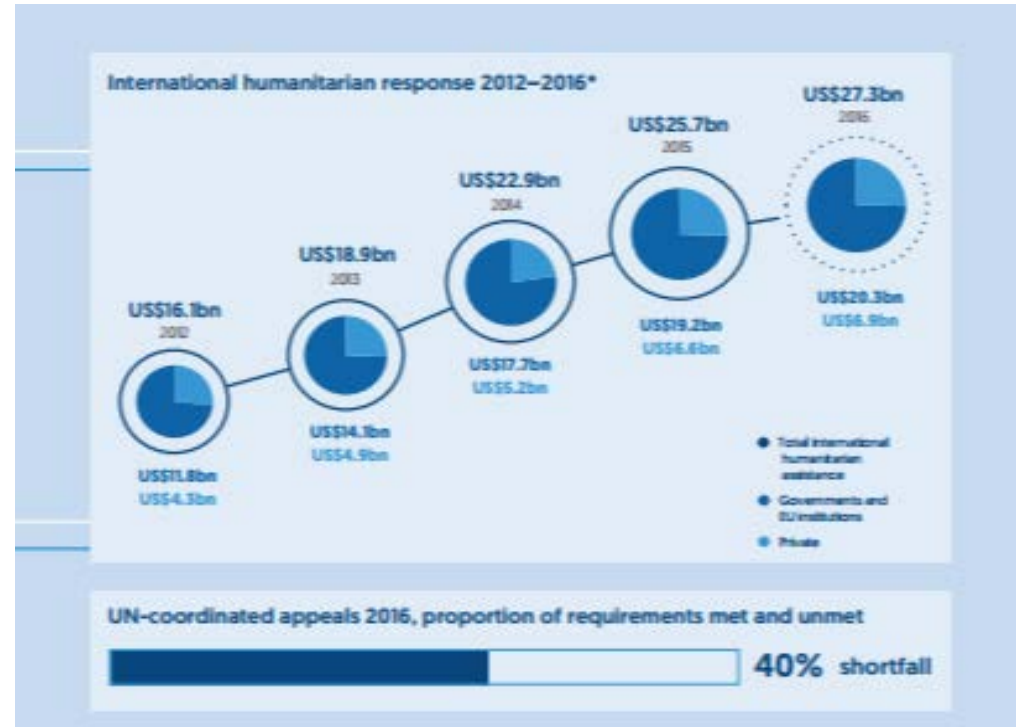 International humanitarian response 2012–2016*
US$27.3bn
2016
US$25.7bn
2015
US$22.9bn
2014
US$18.9bn
2013
US$16.1bn
2012
US$20.3bn
US$6.9bn
US$19.2bn
US$6.6bn
US$17.7bn
US$5.2bn
US$14.1bn
US$4.9bn
US$11.8bn
US$4.3bn
Total international
humanitarian
assistance
Governments and
EU institutions
Private
UN-coordinated appeals 2016, proportion of requirements met and unmet
40% shortfall